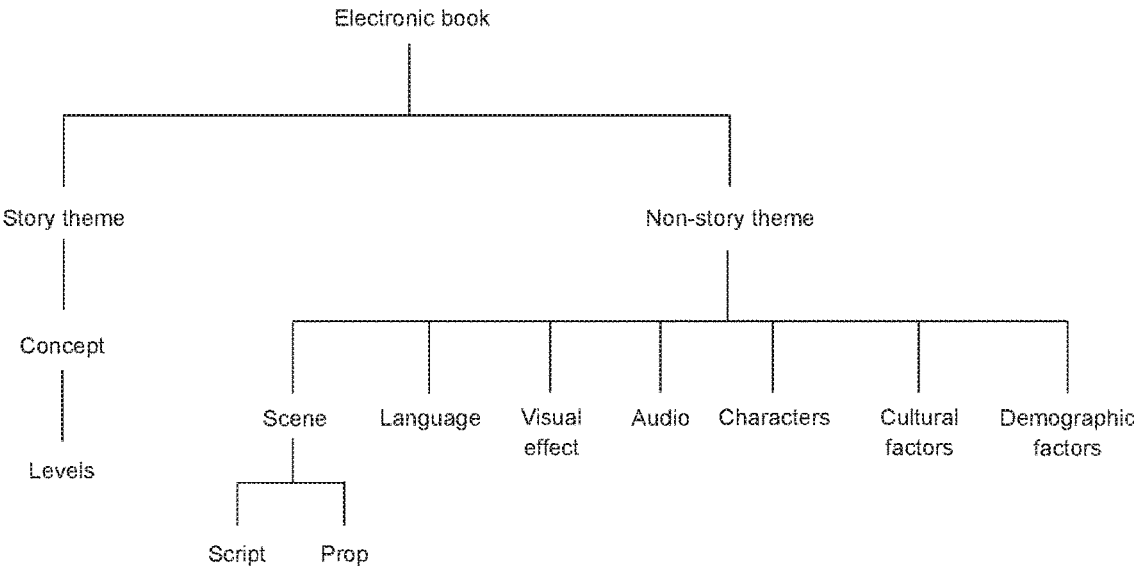 Electronic book
Story theme
Non-story theme
Concept
Levels
Scene
Language
Visual
effect
Audio
Characters
Cultural
factors
Demographic
factors
Script
Prop